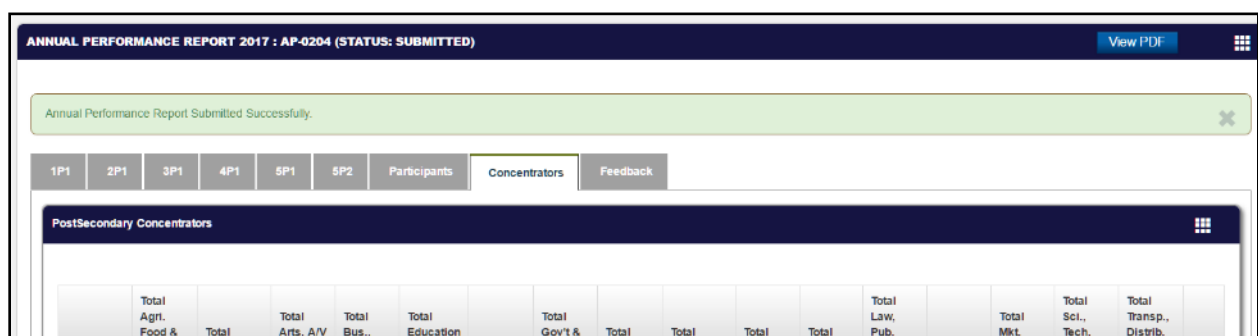 ANNUAL PERFORMANCE REPORT 2017 : AP-0204 (STATUS: SUBMITTED) View PDF
Annual Performance Report Submitted Successfully.
1P1 2P1 3P1 4P1 5P1 5P2 Participants Concentrators Feedback
PostSecondary Concentrators
Total Total Total Total
Agri. Total Total Total Total Law, Total Sci., Transp.,
Food & Total Arts, A/V Bus., Education Gov't & Total Total Total Total Pub. Mkt. Tech. Distrib.